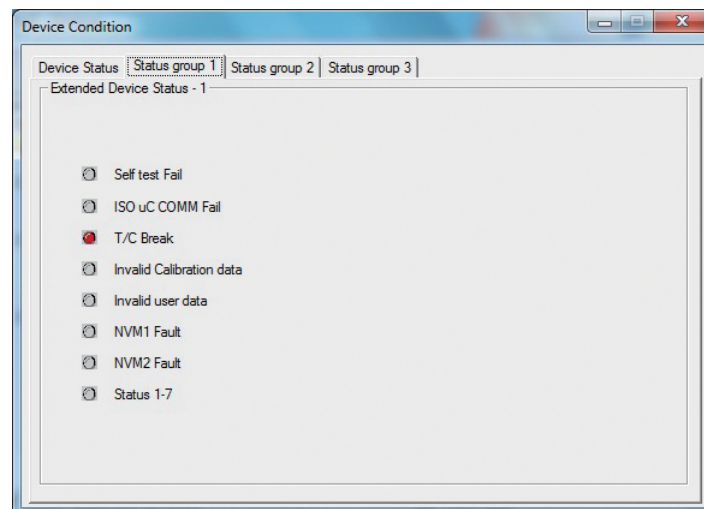 Device Condition
Device Status Status group 1 Status group 2 Status group 3
Extended Device Status - 1
Self test Fail
ISO uC COMM Fail
T/C Break
Invalid Calibration data
Invalid user data
NVM1 Fault
NVM2 Fault
Status 1-7